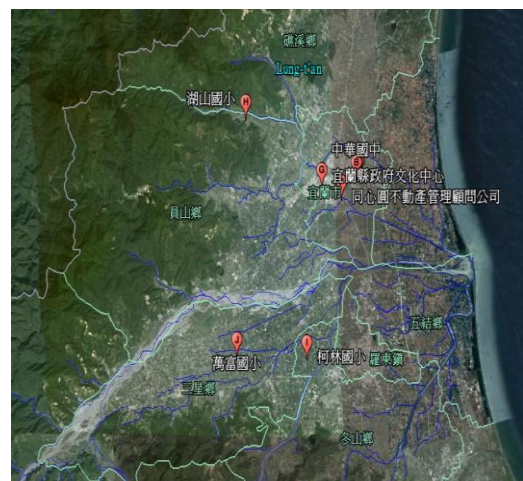 礁溪鄉
Lung-t'an
湖山國小
H
中華國中
G
宜蘭縣政府文化中心
宜蘭市
同心圓不動產管理顧問公司
員山鄉
五結鄉
J
I
萬富國小
柯林國小
羅東鎮
三星鄉
冬山鄉